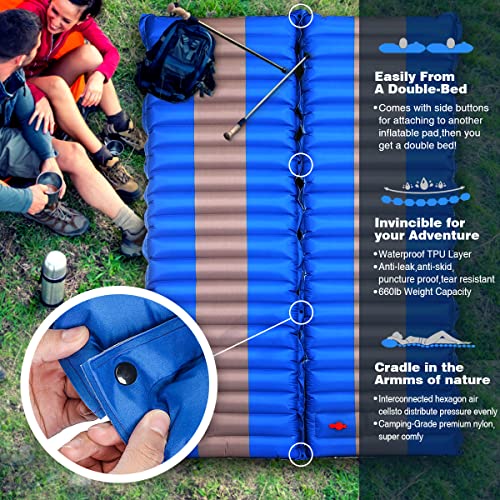 Easily From
A Double-Bed
•Comes with side buttons
for attaching to another
inflatable pad,then you
get a double bed!
Invincible for
your Adventure
•Waterproof TPU Layer
•Anti-leak,anti-skid,
puncture proof,tear resistant
•660lb Weight Capacity
Cradle in the
Armms of nature
•Interconnected hexagon air
cellsto distribute pressure evenly
•Camping-Grade premium nylon,
super comfy